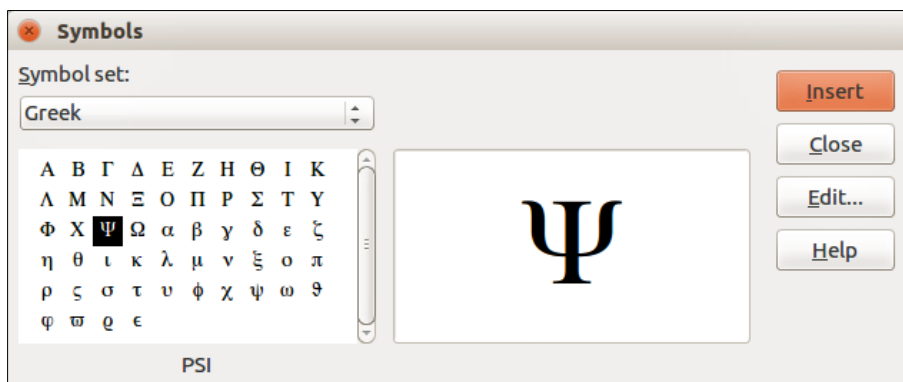 Symbols
Symbol set:
Greek
Α Β Γ Δ Ε Ζ Η Θ Ι Κ
Λ Μ Ν Ξ Ο Π Ρ Σ Τ Υ
Φ Χ Ψ Ω α β γ δ ε ζ
η θ ι κ λ μ ν ξ ο π
ρ ς σ τ υ ϕ χ ψ ω ϑ
φ ϖ ϱ ϵ
PSI
Ψ
Insert
Close
Edit...
Help